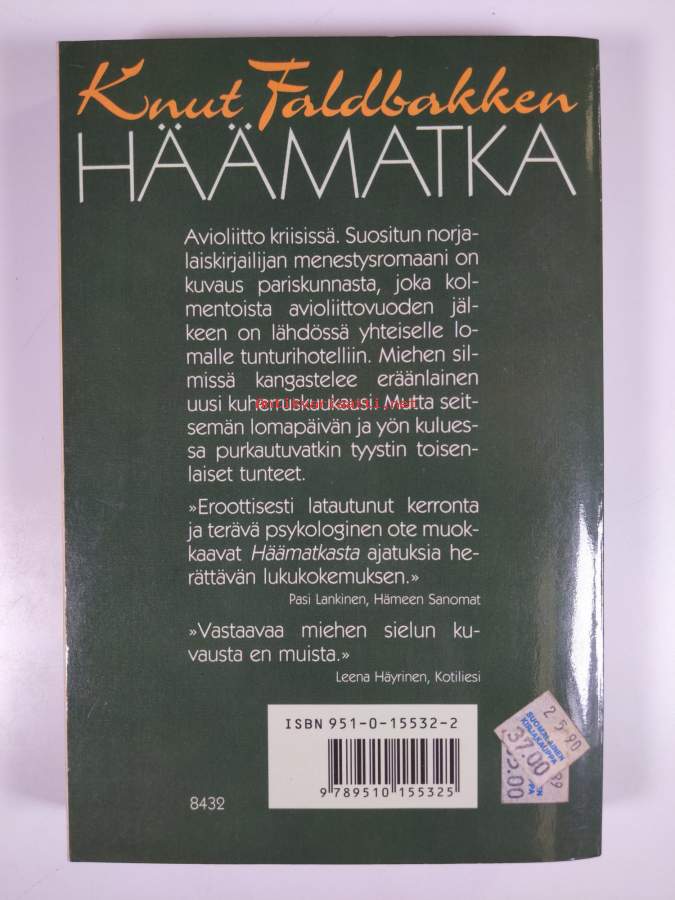 Knut Faldbakken
HÄÄMATKA
Avioliitto kriisissä. Suositun norja-
laiskirjailijan menestysromaani on
kuvaus pariskunnasta, joka kol-
mentoista avioliittovuoden jäl-
keen on lähdössä yhteiselle lo-
malle tunturihotelliin. Miehen sil-
missä kangastelee eräänlainen
uusi kuherruskuukausi. Mutta seit-
semän lomapäivän ja yön kulues-
sa purkautuvatkin tyystin toisen-
laiset tunteet.
»Eroottisesti latautunut kerronta
ja terävä psykologinen ote muok-
kaavat Häämatkasta ajatuksia he-
rättävän lukukokemuksen.»
Pasi Lankinen, Hämeen Sanomat
»Vastaavaa miehen sielun ku-
vausta en muista.»
Leena Häyrinen, Kotiliesi
ISBN 951-0-15532-2
9 789510 155325
8432
2 5 90
SUOMALAINEN
KIRJAKAUPPA
37.00
89